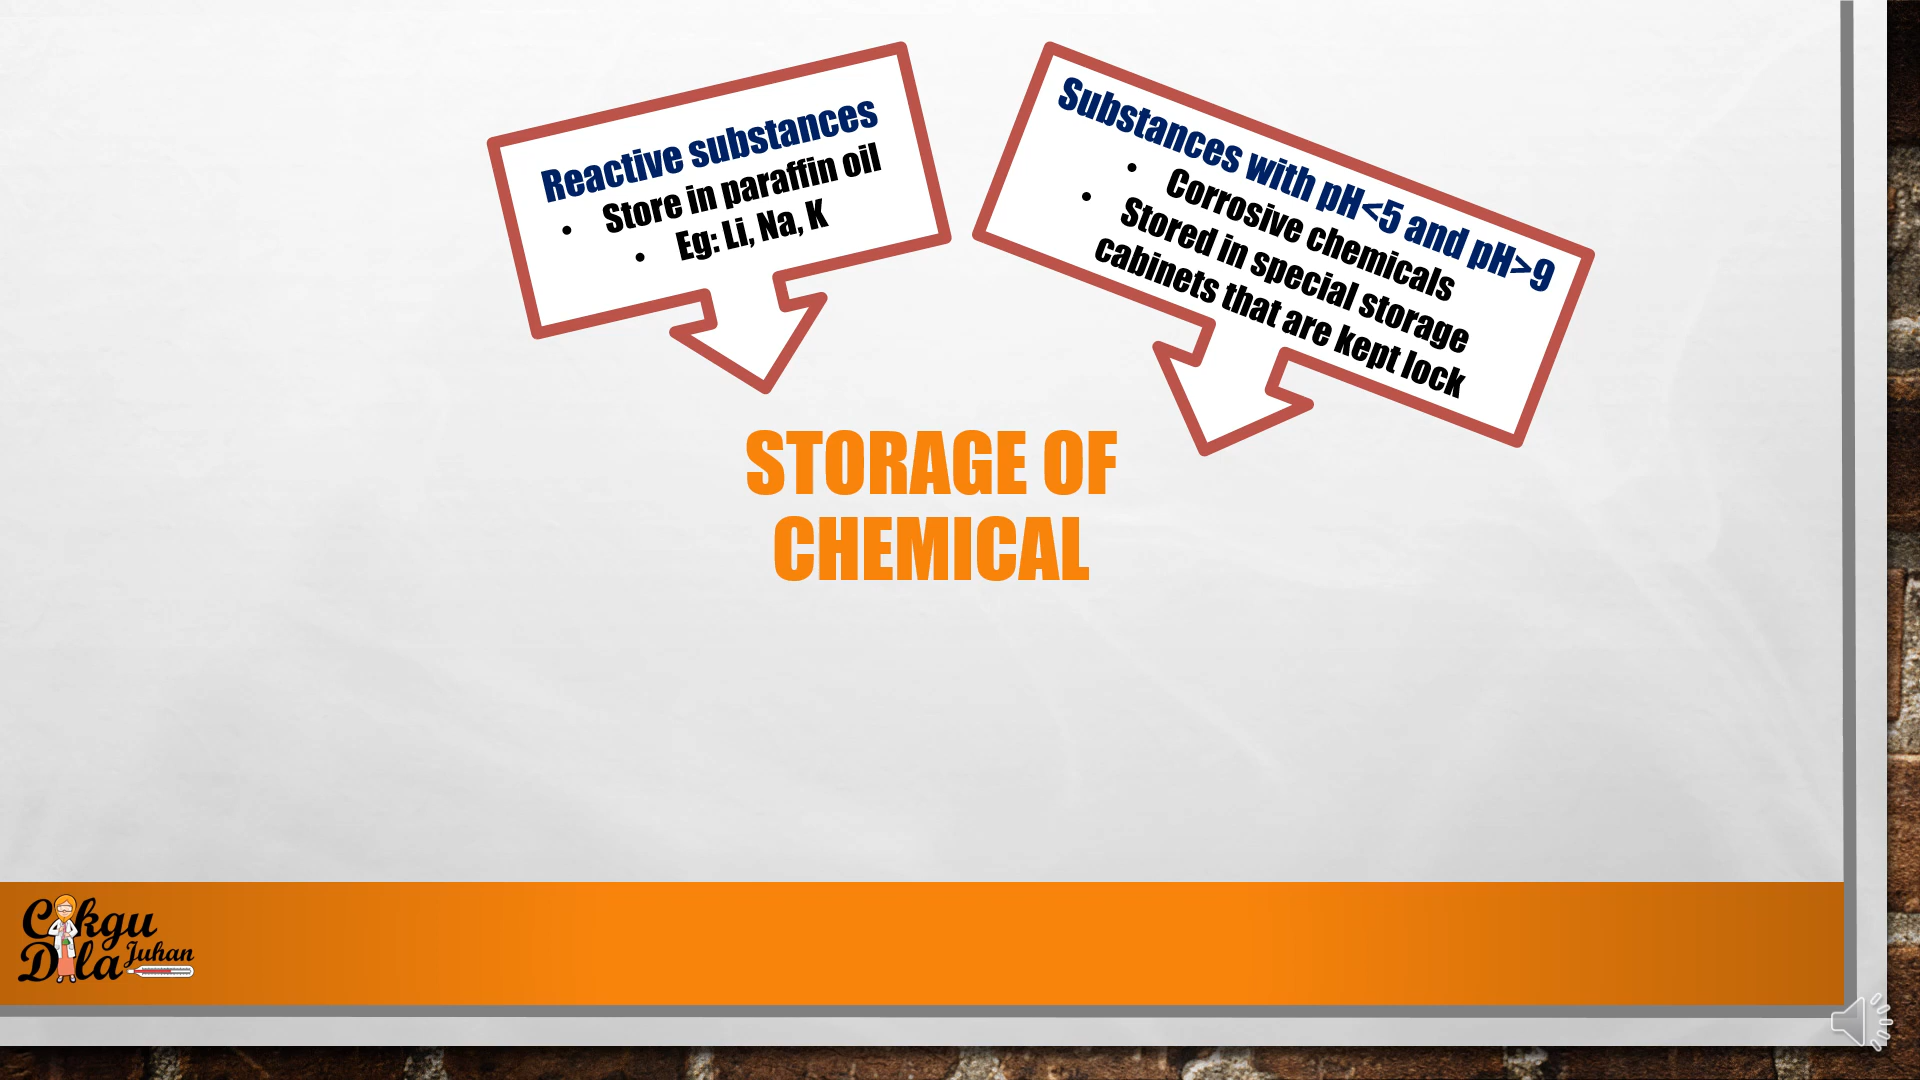 Reactive substances
• Store in paraffin oil
• Eg: Li, Na, K
Substances with pH<5 and pH>9
• Corrosive chemicals
• Stored in special storage
cabinets that are kept lock
STORAGE OF
CHEMICAL
Cikgu
Dila Juhan